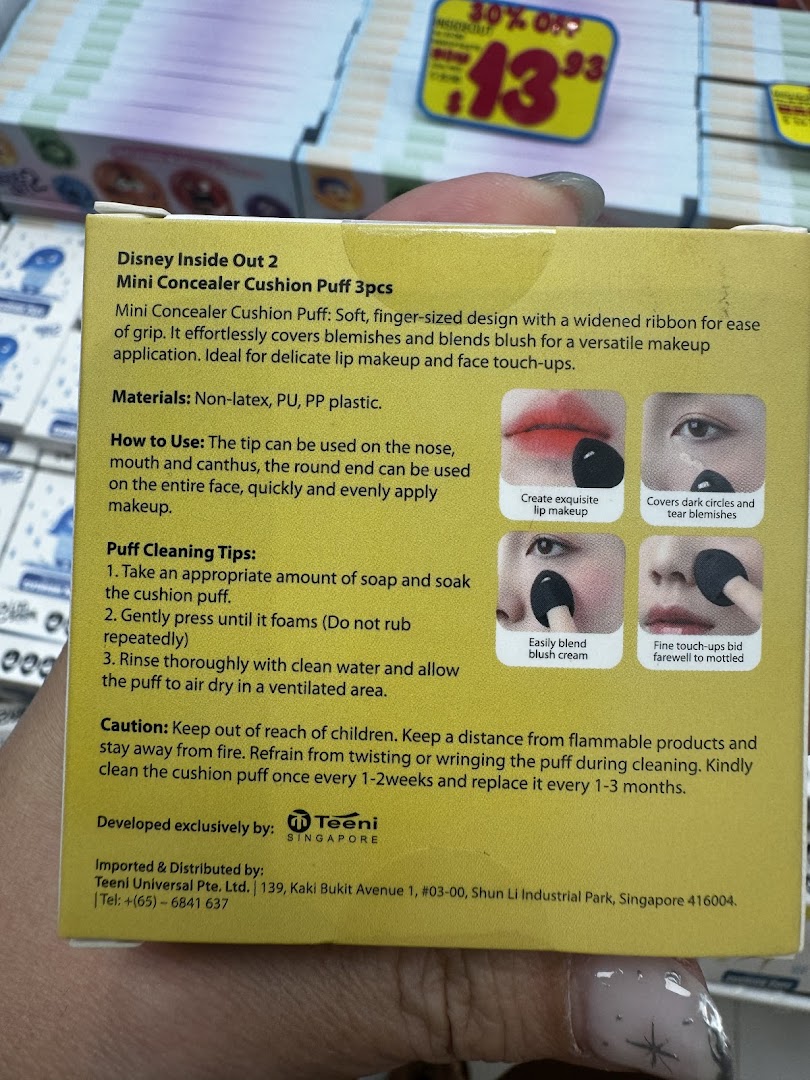 30% OFF
$13.93
Disney Inside Out 2
Mini Concealer Cushion Puff 3pcs
Mini Concealer Cushion Puff: Soft, finger-sized design with a widened ribbon for ease
of grip. It effortlessly covers blemishes and blends blush for a versatile makeup
application. Ideal for delicate lip makeup and face touch-ups.
Materials: Non-latex, PU, PP plastic.
How to Use: The tip can be used on the nose,
mouth and canthus, the round end can be used
on the entire face, quickly and evenly apply
makeup.
Create exquisite
lip makeup
Covers dark circles and
tear blemishes
Puff Cleaning Tips:
1. Take an appropriate amount of soap and soak
the cushion puff.
2. Gently press until it foams (Do not rub
repeatedly)
3. Rinse thoroughly with clean water and allow
the puff to air dry in a ventilated area.
Easily blend
blush cream
Fine touch-ups bid
farewell to mottled
Caution: Keep out of reach of children. Keep a distance from flammable products and
stay away from fire. Refrain from twisting or wringing the puff during cleaning. Kindly
clean the cushion puff once every 1-2weeks and replace it every 1-3 months.
Developed exclusively by: Teeni
SINGAPORE
Imported & Distributed by:
Teeni Universal Pte. Ltd. | 139, Kaki Bukit Avenue 1, #03-00, Shun Li Industrial Park, Singapore 416004.
| Tel: +(65) – 6841 637